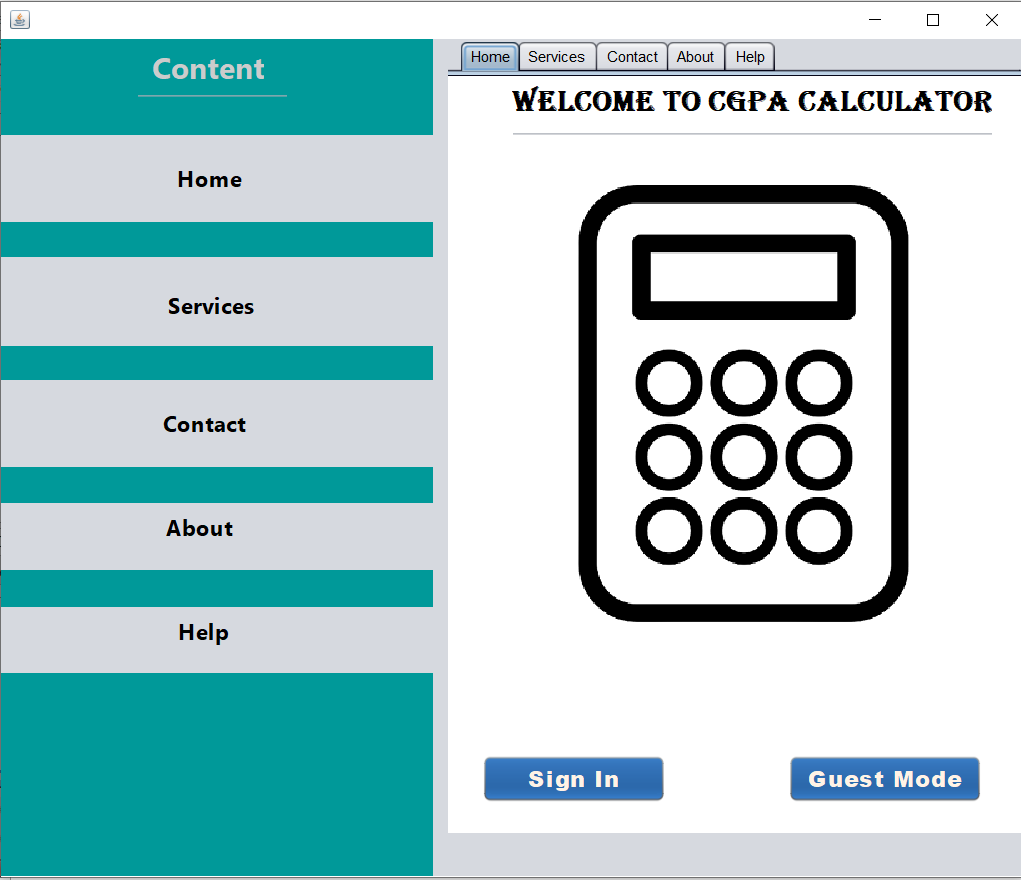 Content
Home
Services
Contact
About
Help
Home Services Contact About Help
WELCOME TO CGPA CALCULATOR
Sign In
Guest Mode